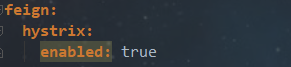 feign:
  hystrix:
    enabled: true